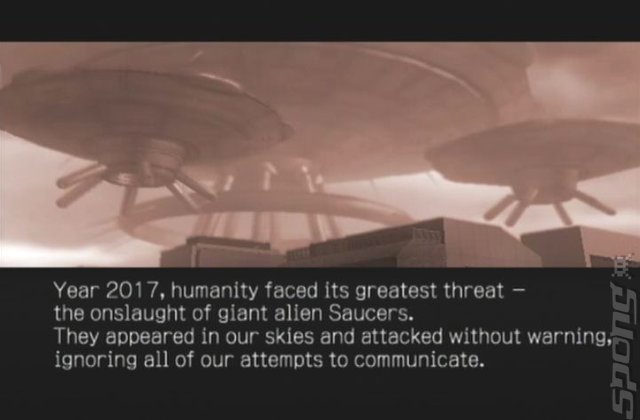 Year 2017, humanity faced its greatest threat –
the onslaught of giant alien Saucers.
They appeared in our skies and attacked without warning,
ignoring all of our attempts to communicate.
spong